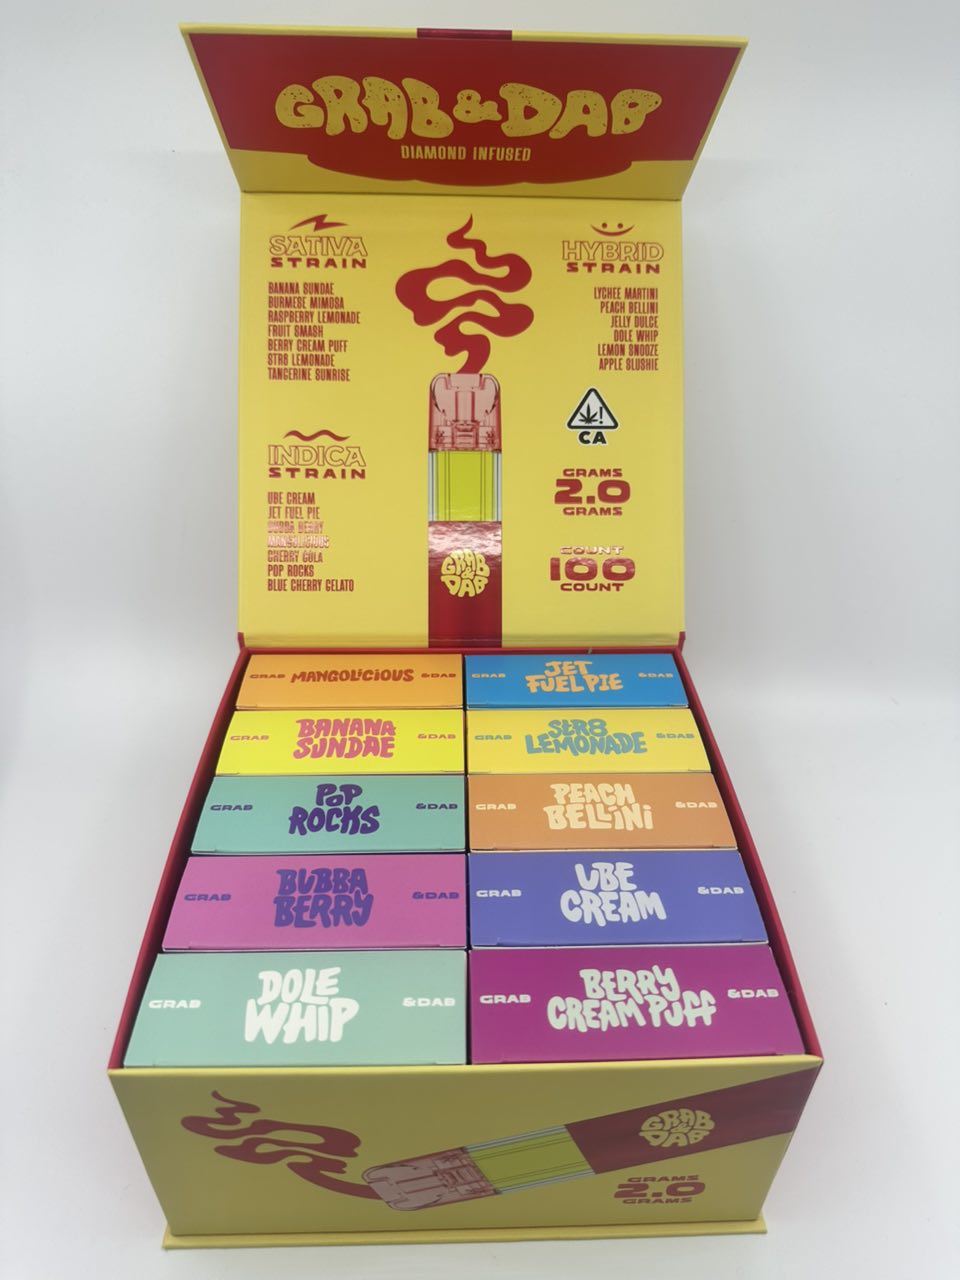 GRAB&DAB
DIAMOND INFUSED
SATIVA
STRAIN
BANANA SUNDAE
BURMESE MIMOSA
RASPBERRY LEMONADE
FRUIT SMASH
BERRY CREAM PUFF
STR8 LEMONADE
TANGERINE SUNRISE
HYBRID
STRAIN
LYCHEE MARTINI
PEACH BELLINI
JELLY DULCE
DOLE WHIP
LEMON SNOOZE
APPLE SLUSHIE
CA
INDICA
STRAIN
UBE CREAM
JET FUEL PIE
BUBBA BERRY
MANGOLICIOUS
CHERRY COLA
POP ROCKS
BLUE CHERRY GELATO
GRAMS
2.0
GRAMS
COUNT
100
COUNT
GRAB
&
DAB
GRAB MANGOLICIOUS &DAB
GRAB JET FUEL PIE &DAB
GRAB BANANA SUNDAE &DAB
GRAB STR8 LEMONADE &DAB
GRAB POP ROCKS &DAB
GRAB PEACH BELLINI &DAB
GRAB BUBBA BERRY &DAB
GRAB UBE CREAM &DAB
GRAB DOLE WHIP &DAB
GRAB BERRY CREAM PUFF &DAB
GRAB
&
DAB
GRAMS
2.0
GRAMS